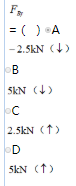 F_By
= ( ) A
−2.5kN (↓)
B
5kN (↓)
C
2.5kN (↑)
D
5kN (↑)